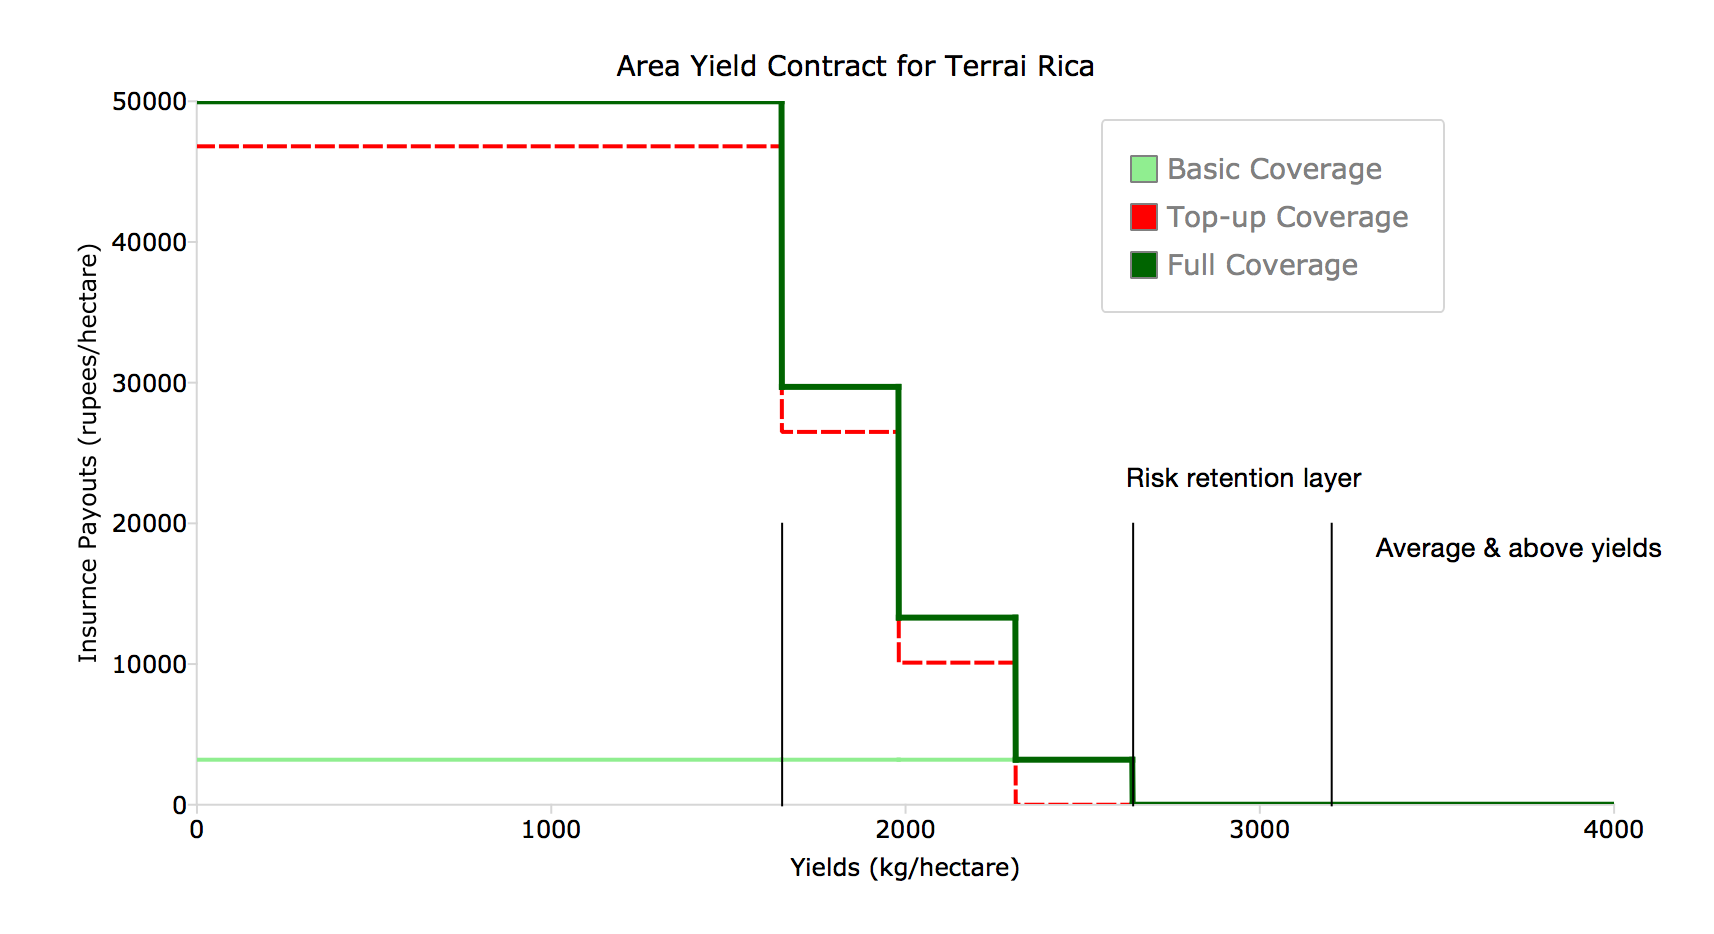 Area Yield Contract for Terrai Rica
50000
40000
30000
20000
10000
0
Insurnce Payouts (rupees/hectare)
Basic Coverage
Top-up Coverage
Full Coverage
Risk retention layer
Average & above yields
0 1000 2000 3000 4000
Yields (kg/hectare)